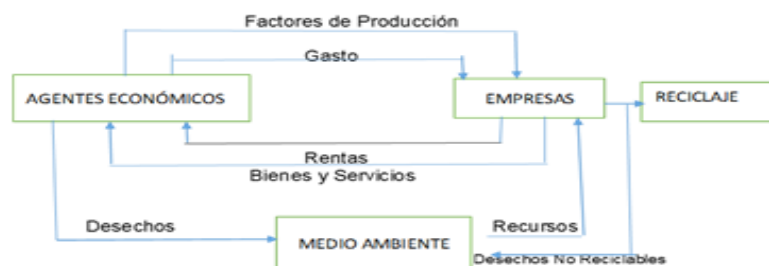 Factores de Producción
Gasto
AGENTES ECONÓMICOS
EMPRESAS
RECICLAJE
Rentas
Bienes y Servicios
Desechos
Recursos
MEDIO AMBIENTE
Desechos No Reciclables